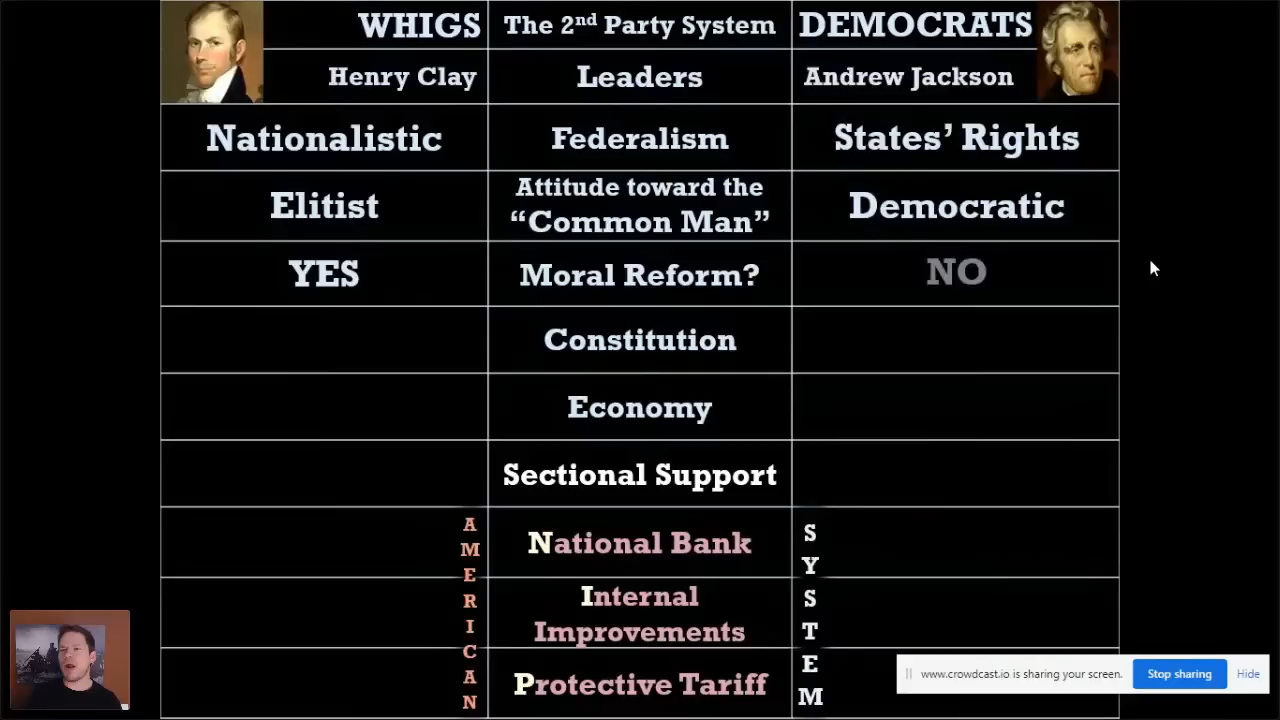 WHIGS The 2nd Party System DEMOCRATS
Henry Clay Leaders Andrew Jackson
Nationalistic Federalism States’ Rights
Attitude toward the
Elitist “Common Man” Democratic
YES Moral Reform? NO
Constitution
Economy
Sectional Support
AMERICAN
National Bank
Internal
Improvements
Protective Tariff
SYSTEM
www.crowdcast.io is sharing your screen. Stop sharing Hide